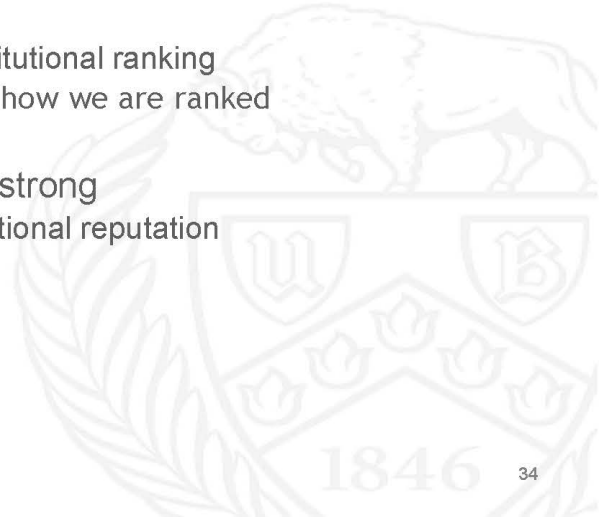 itutional ranking
how we are ranked
strong
tional reputation
U B
1846
34